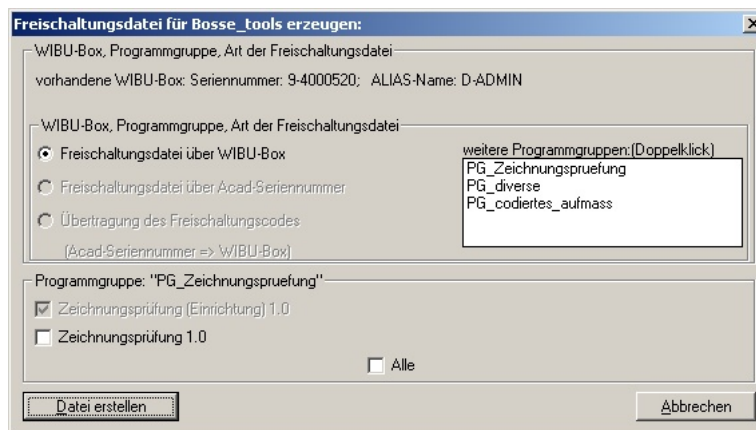 Freischaltungsdatei für Bosse_tools erzeugen:
WIBU-Box, Programmgruppe, Art der Freischaltungsdatei
vorhandene WIBU-Box: Seriennummer: 9-4000520; ALIAS-Name: D-ADMIN
WIBU-Box, Programmgruppe, Art der Freischaltungsdatei
Freischaltungsdatei über WIBU-Box
Freischaltungsdatei über Acad-Seriennummer
Übertragung des Freischaltungscodes
(Acad-Seriennummer => WIBU-Box)
weitere Programmgruppen:(Doppelklick)
PG_Zeichnungspruefung
PG_diverse
PG_codiertes_aufmass
Programmgruppe: "PG_Zeichnungspruefung"
Zeichnungsprüfung (Einrichtung) 1.0
Zeichnungsprüfung 1.0
Alle
Datei erstellen
Abbrechen